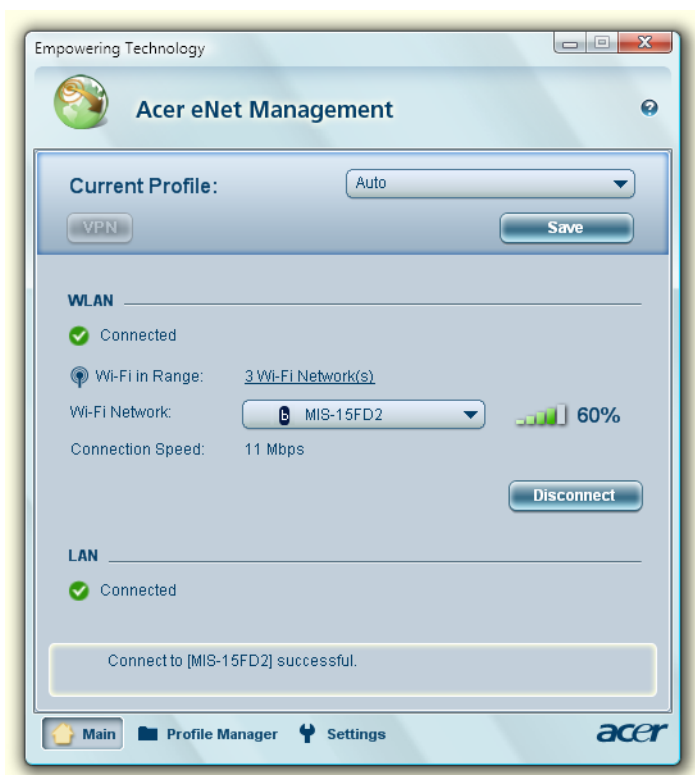 Empowering Technology
Acer eNet Management
Current Profile: Auto
VPN Save
WLAN
Connected
Wi-Fi in Range: 3 Wi-Fi Network(s)
Wi-Fi Network: b MIS-15FD2 60%
Connection Speed: 11 Mbps
Disconnect
LAN
Connected
Connect to [MIS-15FD2] successful.
Main Profile Manager Settings acer